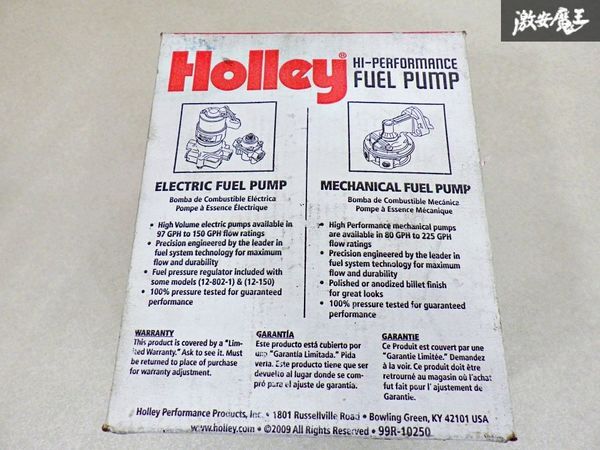 激安魔王
Holley®
HI-PERFORMANCE
FUEL PUMP
ELECTRIC FUEL PUMP
Bomba de Combustible Eléctrica
Pompe à Essence Électrique
• High Volume electric pumps available in
97 GPH to 150 GPH flow ratings
• Precision engineered by the leader in
fuel system technology for maximum
flow and durability
• Fuel pressure regulator included with
some models (12-802-1) & (12-150)
• 100% pressure tested for guaranteed
performance
MECHANICAL FUEL PUMP
Bomba de Combustible Mecánica
Pompe à Essence Mécanique
• High Performance mechanical pumps
are available in 80 GPH to 225 GPH
flow ratings
• Precision engineered by the leader in
fuel system technology for maximum
flow and durability
• Polished or anodized billet finish
for great looks
• 100% pressure tested for guaranteed
performance
WARRANTY
This product is covered by a "Lim-
ited Warranty." Ask to see it. Must
be returned to place of purchase
for warranty adjustment.
GARANTÍA
Este producto está cubierto por
una "Garantia Limitada." Pida
verla. Este producto tiene que ser
devuelto al lugar donde se com-
pró para el ajuste de garantía.
GARANTIE
Ce Produit est couvert par une
"Garantie Limitée." Demandez
à la voir. Ce produit doit être
retourné au magasin où l'achat
fut fait pour l' ajustement de
Garantie.
Holley Performance Products, Inc. • 1801 Russellville Road • Bowling Green, KY 42101 USA
www.holley.com • ©2009 All Rights Reserved • 99R-10250